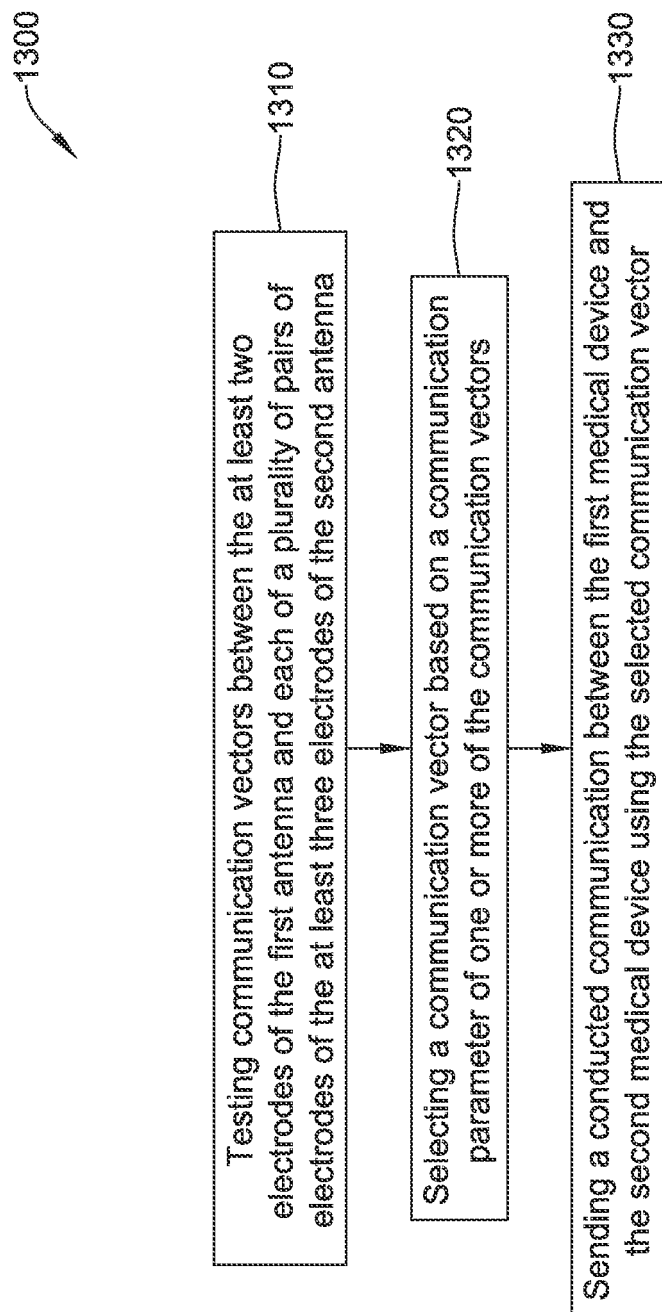 1300
Testing communication vectors between the at least two
electrodes of the first antenna and each of a plurality of pairs of
electrodes of the at least three electrodes of the second antenna
1310
Selecting a communication vector based on a communication
parameter of one or more of the communication vectors
1320
Sending a conducted communication between the first medical device and
the second medical device using the selected communication vector
1330